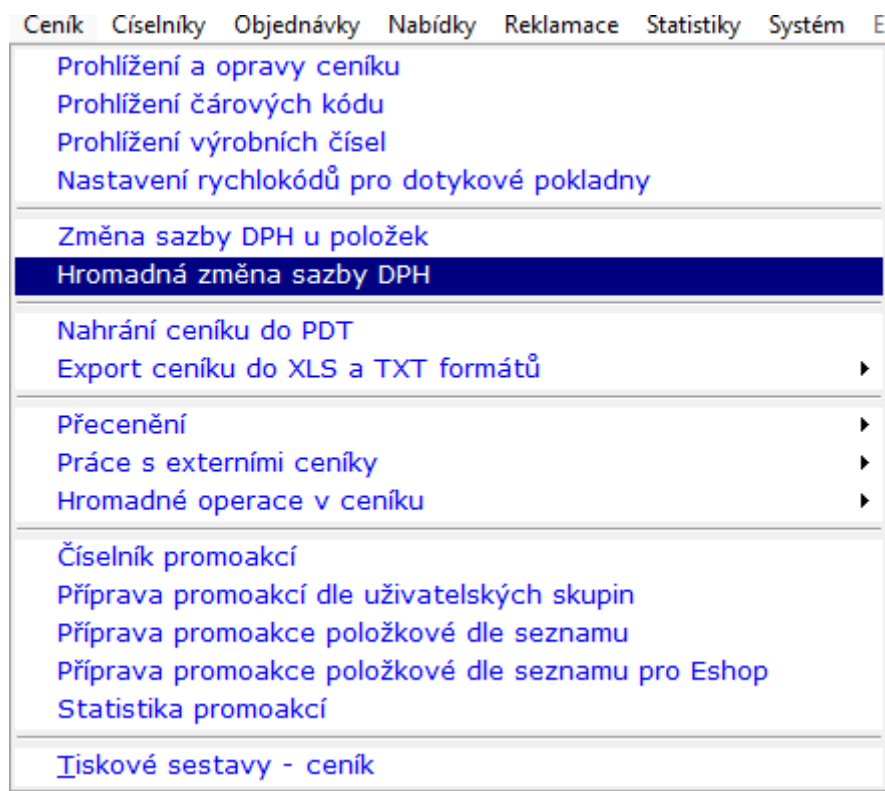 Ceník Číselníky Objednávky Nabídky Reklamace Statistiky Systém E
Prohlížení a opravy ceníku
Prohlížení čárových kódu
Prohlížení výrobních čísel
Nastavení rychlokódů pro dotykové pokladny
Změna sazby DPH u položek
Hromadná změna sazby DPH
Nahrání ceníku do PDT
Export ceníku do XLS a TXT formátů
Přecenění
Práce s externími ceníky
Hromadné operace v ceníku
Číselník promoakcí
Příprava promoakcí dle uživatelských skupin
Příprava promoakce položkové dle seznamu
Příprava promoakce položkové dle seznamu pro Eshop
Statistika promoakcí
Tiskové sestavy - ceník